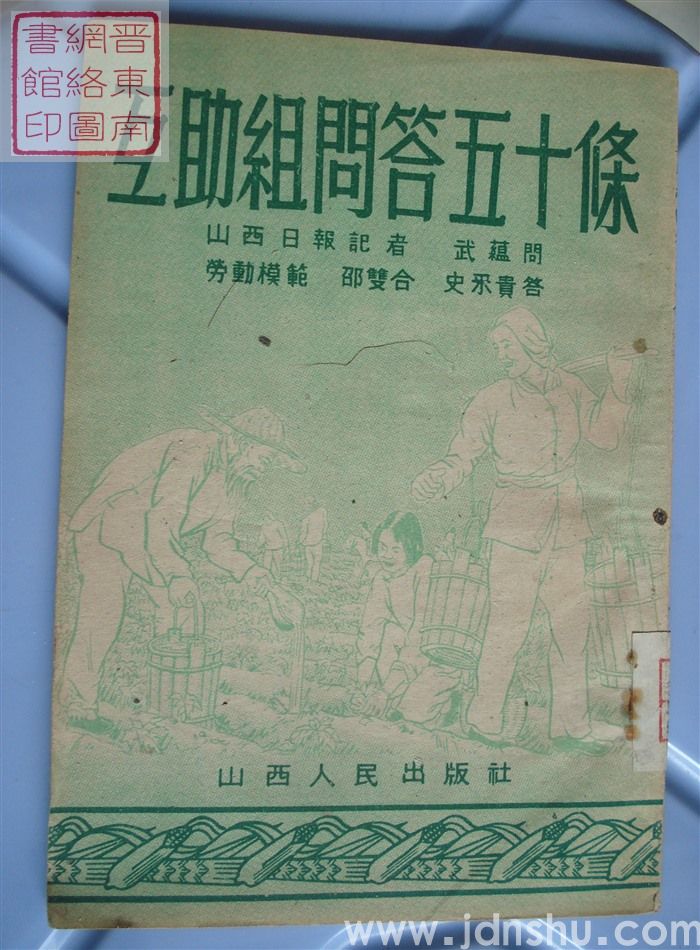 晋東南
網絡圖
書館印
互助組問答五十條
山西日報記者 武蘊問
勞動模範 邵雙合 史釆貴答
山西人民出版社
www.jdnshu.com